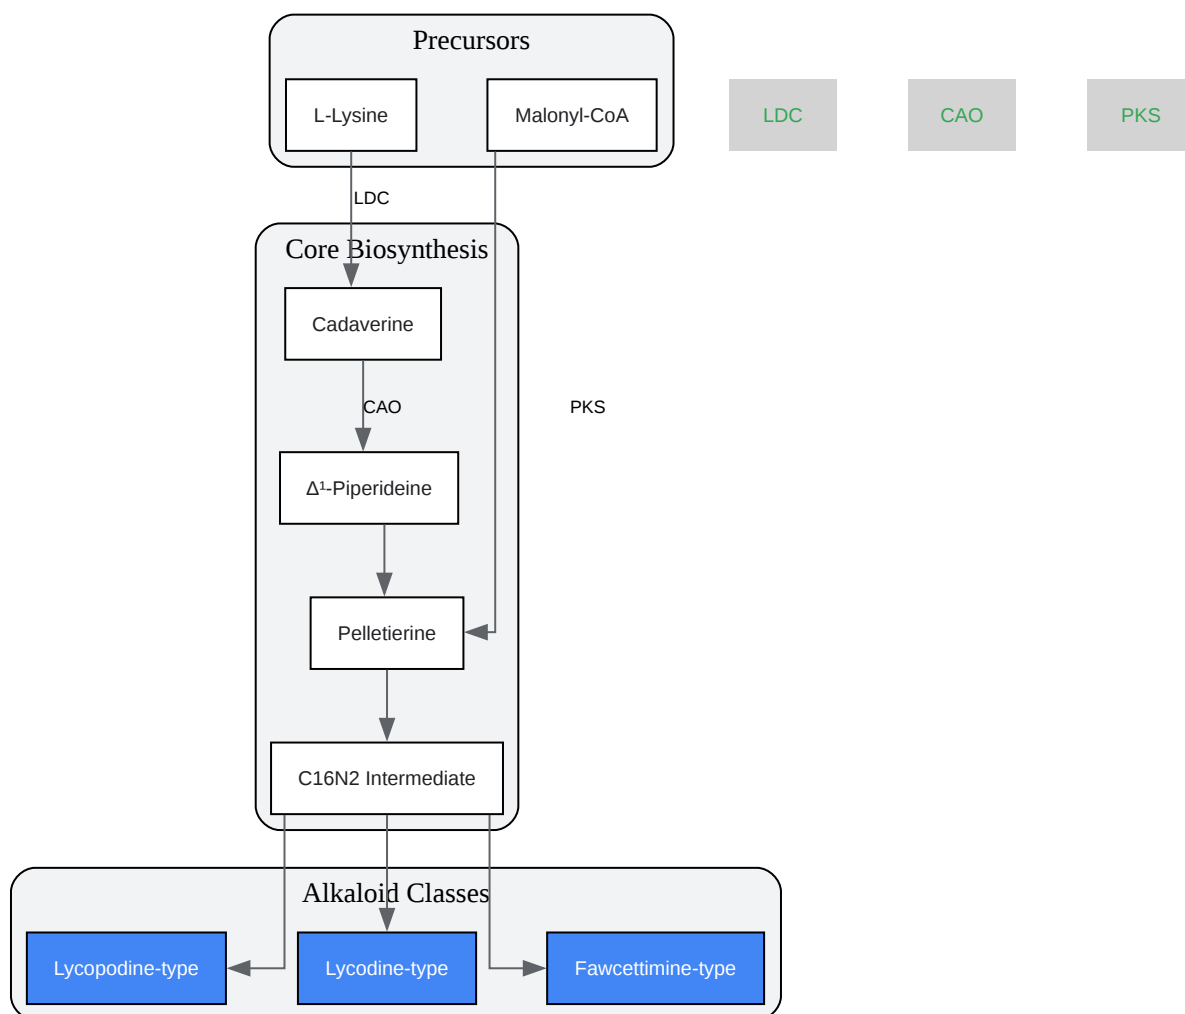 Precursors
L-Lysine
Malonyl-CoA
LDC
CAO
PKS
LDC
Core Biosynthesis
Cadaverine
CAO
PKS
Δ¹-Piperideine
Pelletierine
C16N2 Intermediate
Alkaloid Classes
Lycopodine-type
Lycodine-type
Fawcettimine-type